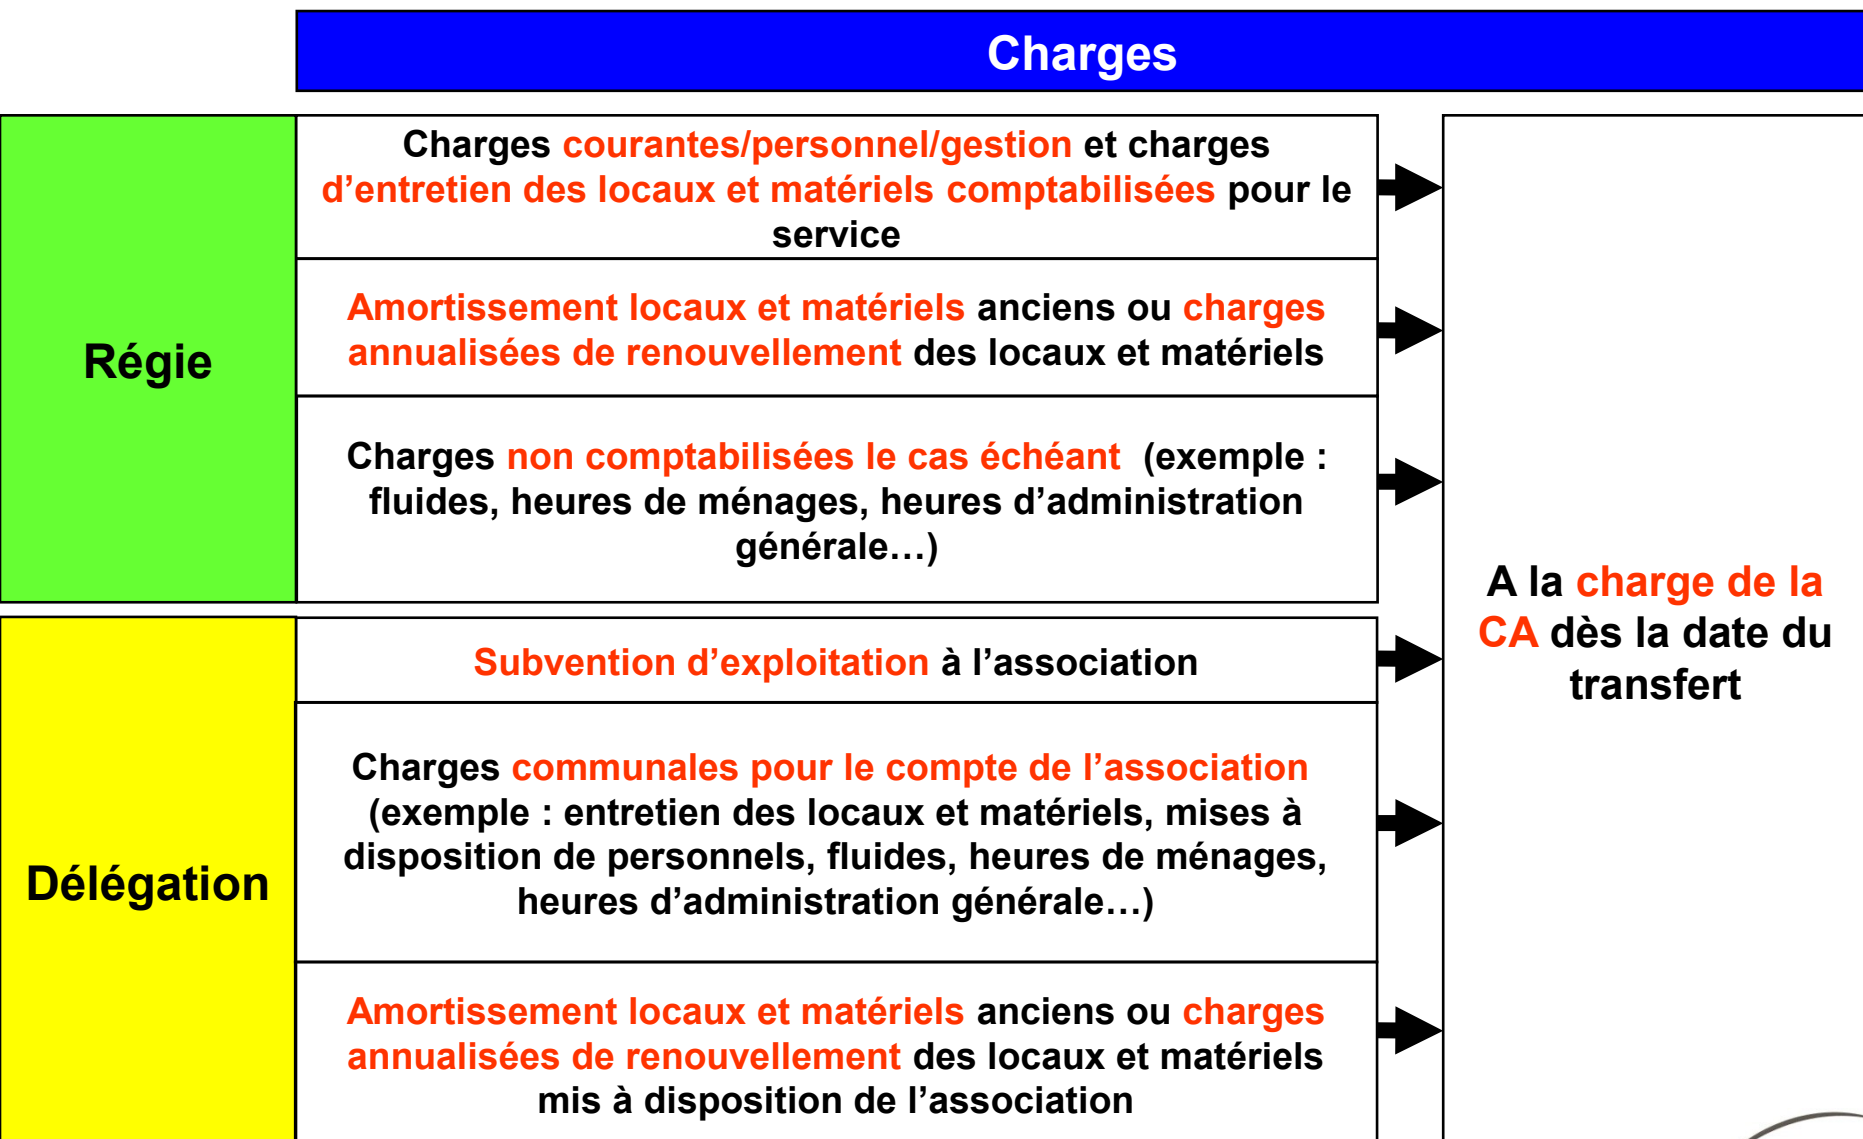 Charges
Régie
Charges courantes/personnel/gestion et charges
d’entretien des locaux et matériels comptabilisées pour le
service
Amortissement locaux et matériels anciens ou charges
annualisées de renouvellement des locaux et matériels
Charges non comptabilisées le cas échéant (exemple :
fluides, heures de ménages, heures d’administration
générale…)
Délégation
Subvention d’exploitation à l’association
Charges communales pour le compte de l’association
(exemple : entretien des locaux et matériels, mises à
disposition de personnels, fluides, heures de ménages,
heures d’administration générale…)
Amortissement locaux et matériels anciens ou charges
annualisées de renouvellement des locaux et matériels
mis à disposition de l’association
A la charge de la
CA dès la date du
transfert